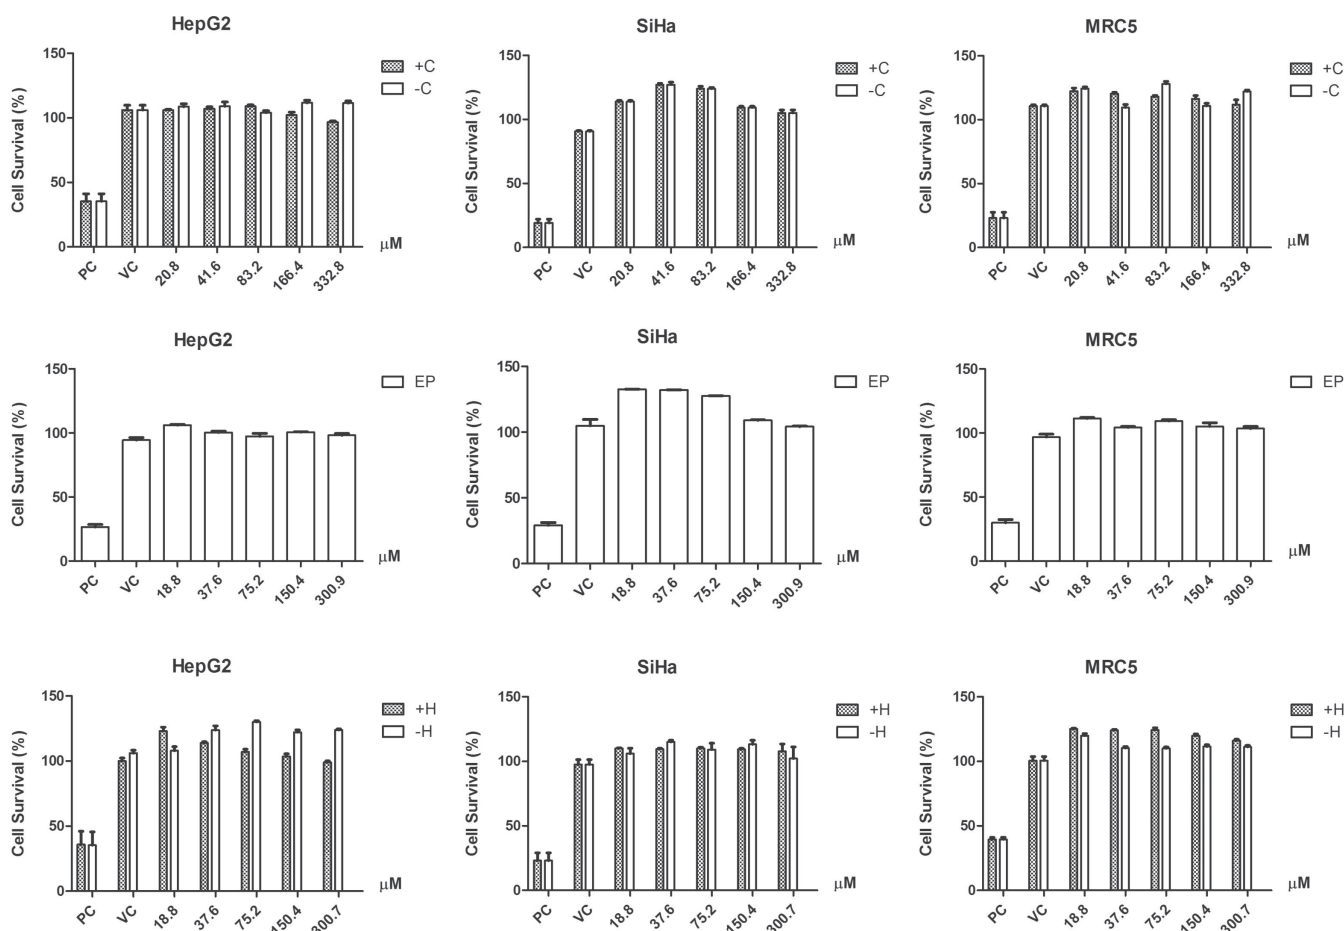 HepG2
Cell Survival (%)
150
100
50
0
PC VC 20.8 41.6 83.2 166.4 332.8
µM
+C
-C
SiHa
Cell Survival (%)
150
100
50
0
PC VC 20.8 41.6 83.2 166.4 332.8
µM
+C
-C
MRC5
Cell Survival (%)
150
100
50
0
PC VC 20.8 41.6 83.2 166.4 332.8
µM
+C
-C
HepG2
Cell Survival (%)
150
100
50
0
PC VC 18.8 37.6 75.2 150.4 300.9
µM
EP
SiHa
Cell Survival (%)
150
100
50
0
PC VC 18.8 37.6 75.2 150.4 300.9
µM
EP
MRC5
Cell Survival (%)
150
100
50
0
PC VC 18.8 37.6 75.2 150.4 300.9
µM
EP
HepG2
Cell Survival (%)
150
100
50
0
PC VC 18.8 37.6 75.2 150.4 300.7
µM
+H
-H
SiHa
Cell Survival (%)
150
100
50
0
PC VC 18.8 37.6 75.2 150.4 300.7
µM
+H
-H
MRC5
Cell Survival (%)
150
100
50
0
PC VC 18.8 37.6 75.2 150.4 300.7
µM
+H
-H